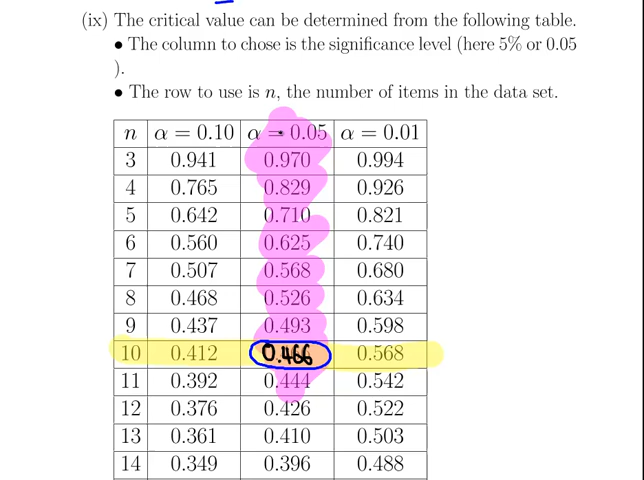 (ix) The critical value can be determined from the following table.
• The column to chose is the significance level (here 5% or 0.05
).
• The row to use is n, the number of items in the data set.
n α = 0.10 α = 0.05 α = 0.01
3 0.941 0.970 0.994
4 0.765 0.829 0.926
5 0.642 0.710 0.821
6 0.560 0.625 0.740
7 0.507 0.568 0.680
8 0.468 0.526 0.634
9 0.437 0.493 0.598
10 0.412 0.466 0.568
11 0.392 0.444 0.542
12 0.376 0.426 0.522
13 0.361 0.410 0.503
14 0.349 0.396 0.488